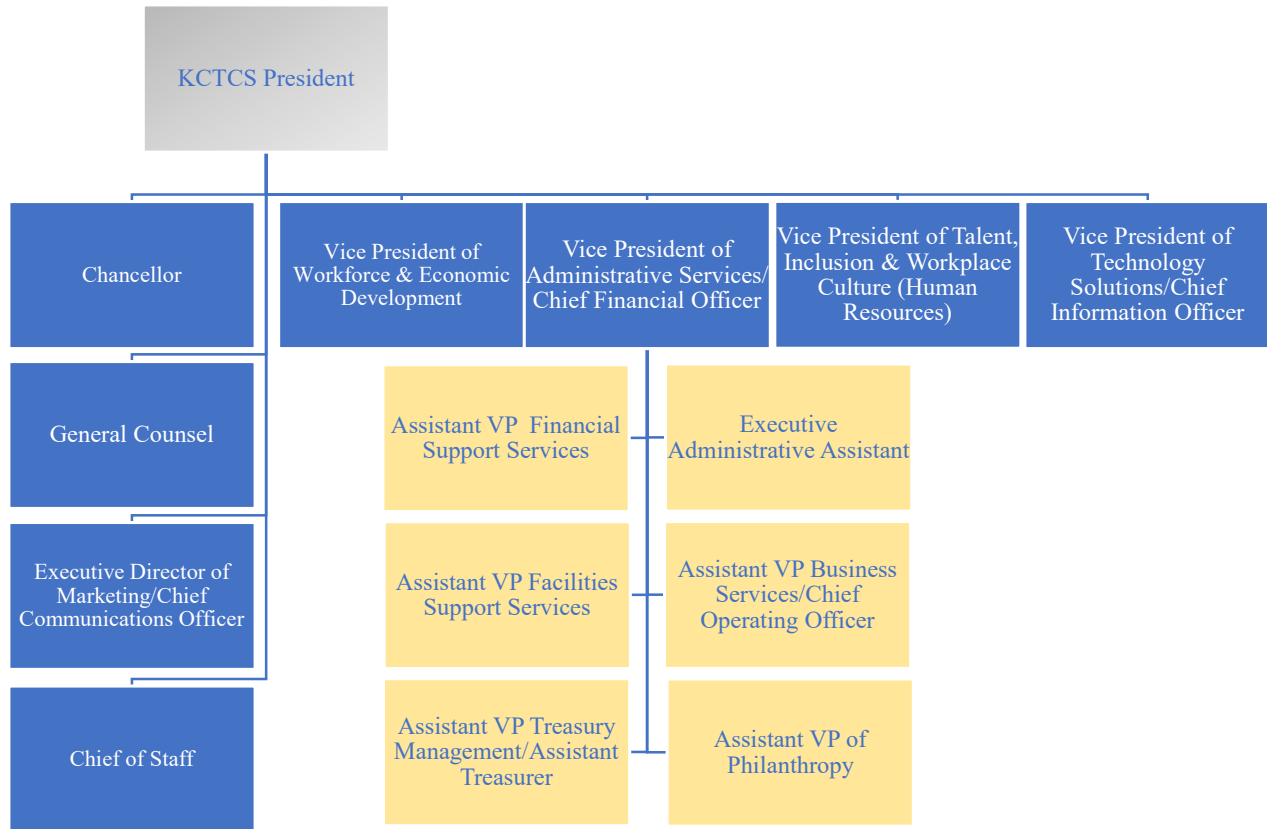 KCTCS President
Chancellor
Vice President of
Workforce & Economic
Development
Vice President of
Administrative Services/
Chief Financial Officer
Vice President of Talent,
Inclusion & Workplace
Culture (Human
Resources)
Vice President of
Technology
Solutions/Chief
Information Officer
General Counsel
Assistant VP Financial
Support Services
Executive
Administrative Assistant
Executive Director of
Marketing/Chief
Communications Officer
Assistant VP Facilities
Support Services
Assistant VP Business
Services/Chief
Operating Officer
Chief of Staff
Assistant VP Treasury
Management/Assistant
Treasurer
Assistant VP of
Philanthropy